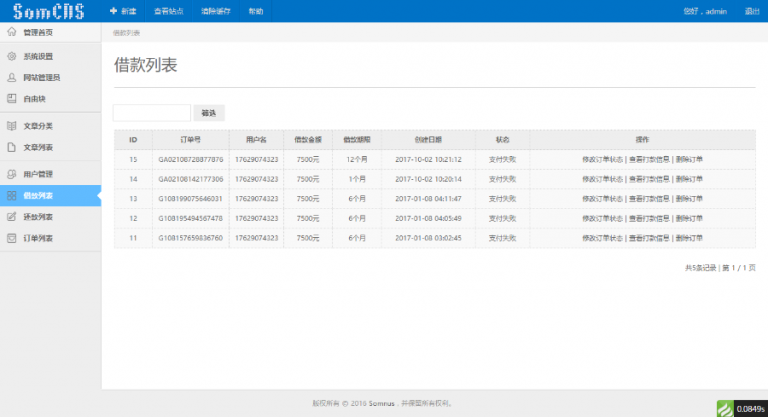 SomCMS 新建 查看站点 清除缓存 帮助 您好，admin 退出
管理首页 借款列表
系统设置
网站管理员
自由块
文章分类
文章列表
用户管理
借款列表
还款列表
订单列表
借款列表
筛选
ID 订单号 用户名 借款金额 借款期限 创建日期 状态 操作
15 GA02108728877876 17629074323 7500元 12个月 2017-10-02 10:21:12 支付失败 修改订单状态 | 查看打款信息 | 删除订单
14 GA02108142177306 17629074323 7500元 1个月 2017-10-02 10:20:14 支付失败 修改订单状态 | 查看打款信息 | 删除订单
13 G108199075646031 17629074323 7500元 6个月 2017-01-08 04:11:47 支付失败 修改订单状态 | 查看打款信息 | 删除订单
12 G108195494567478 17629074323 7500元 6个月 2017-01-08 04:05:49 支付失败 修改订单状态 | 查看打款信息 | 删除订单
11 G108157659836760 17629074323 7500元 6个月 2017-01-08 03:02:45 支付失败 修改订单状态 | 查看打款信息 | 删除订单
共5条记录 | 第 1 / 1 页
版权所有 © 2016 Somnus，并保留所有权利。
0.0849s